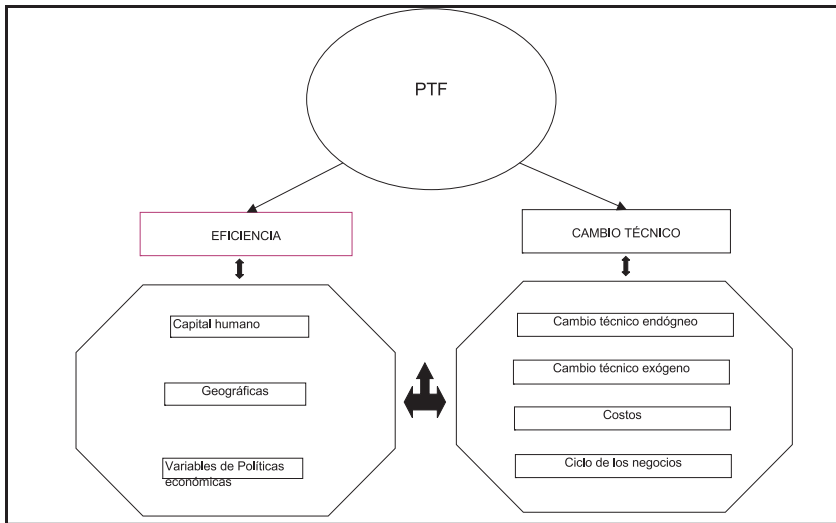 PTF
EFICIENCIA
CAMBIO TÉCNICO
Capital humano
Geográficas
Variables de Políticas
económicas
Cambio técnico endógneo
Cambio técnico exógeno
Costos
Ciclo de los negocios